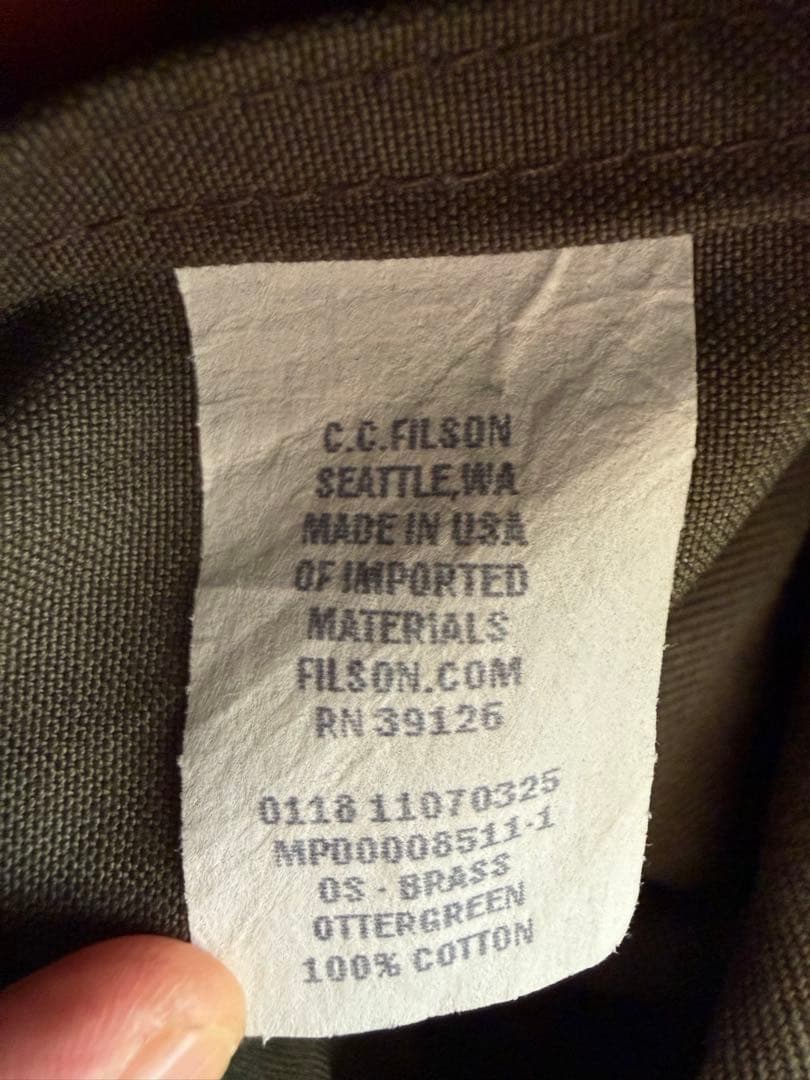 C.C.FILSON
SEATTLE,WA
MADE IN USA
OF IMPORTED
MATERIALS
FILSON.COM
RN 39126
0118 11070325
MP00008511-1
OS - BRASS
OTTERGREEN
100% COTTON